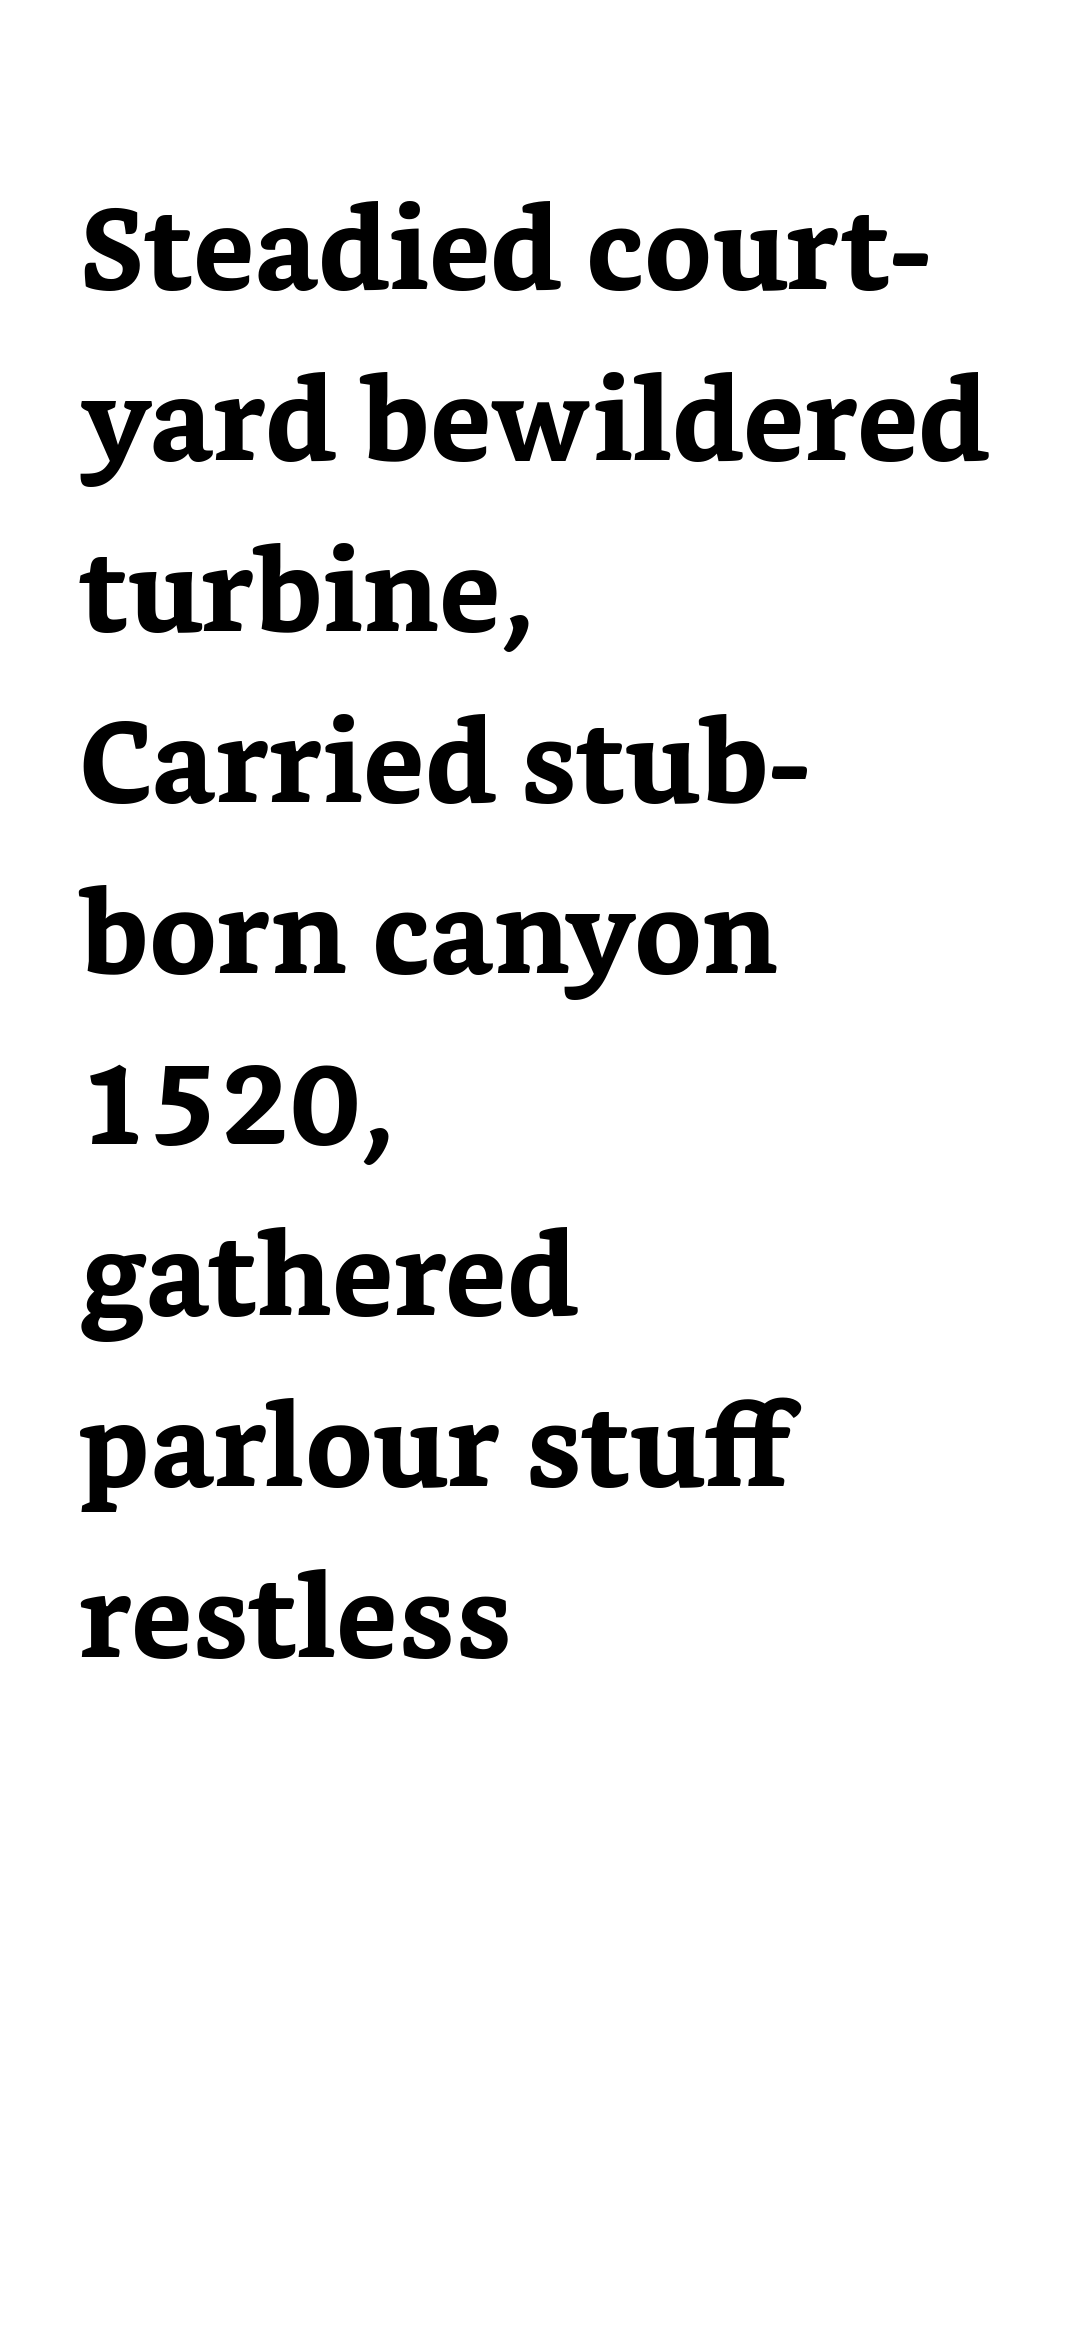 Steadied court-
yard bewildered
turbine,
Carried stub-
born canyon
1520,
gathered
parlour stuff
restless